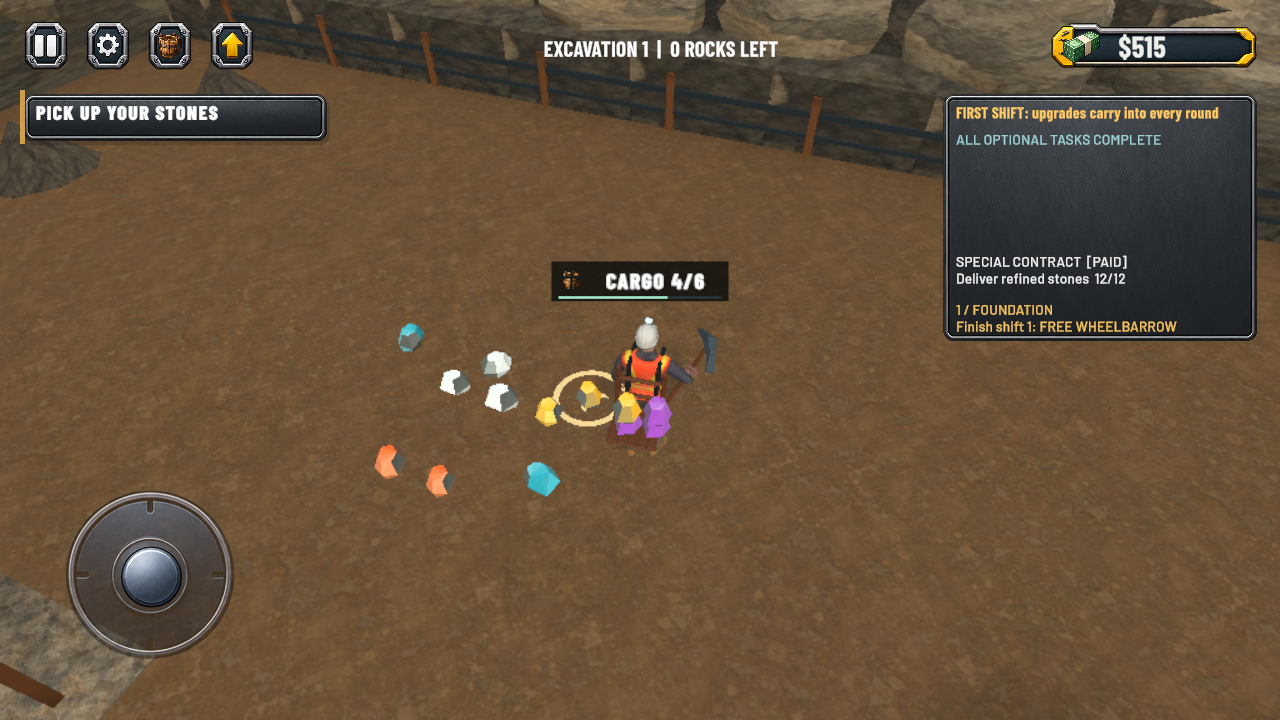 EXCAVATION 1 | 0 ROCKS LEFT
$515
PICK UP YOUR STONES
FIRST SHIFT: upgrades carry into every round
ALL OPTIONAL TASKS COMPLETE
SPECIAL CONTRACT [PAID]
Deliver refined stones 12/12
1 / FOUNDATION
Finish shift 1: FREE WHEELBARROW
CARGO 4/6